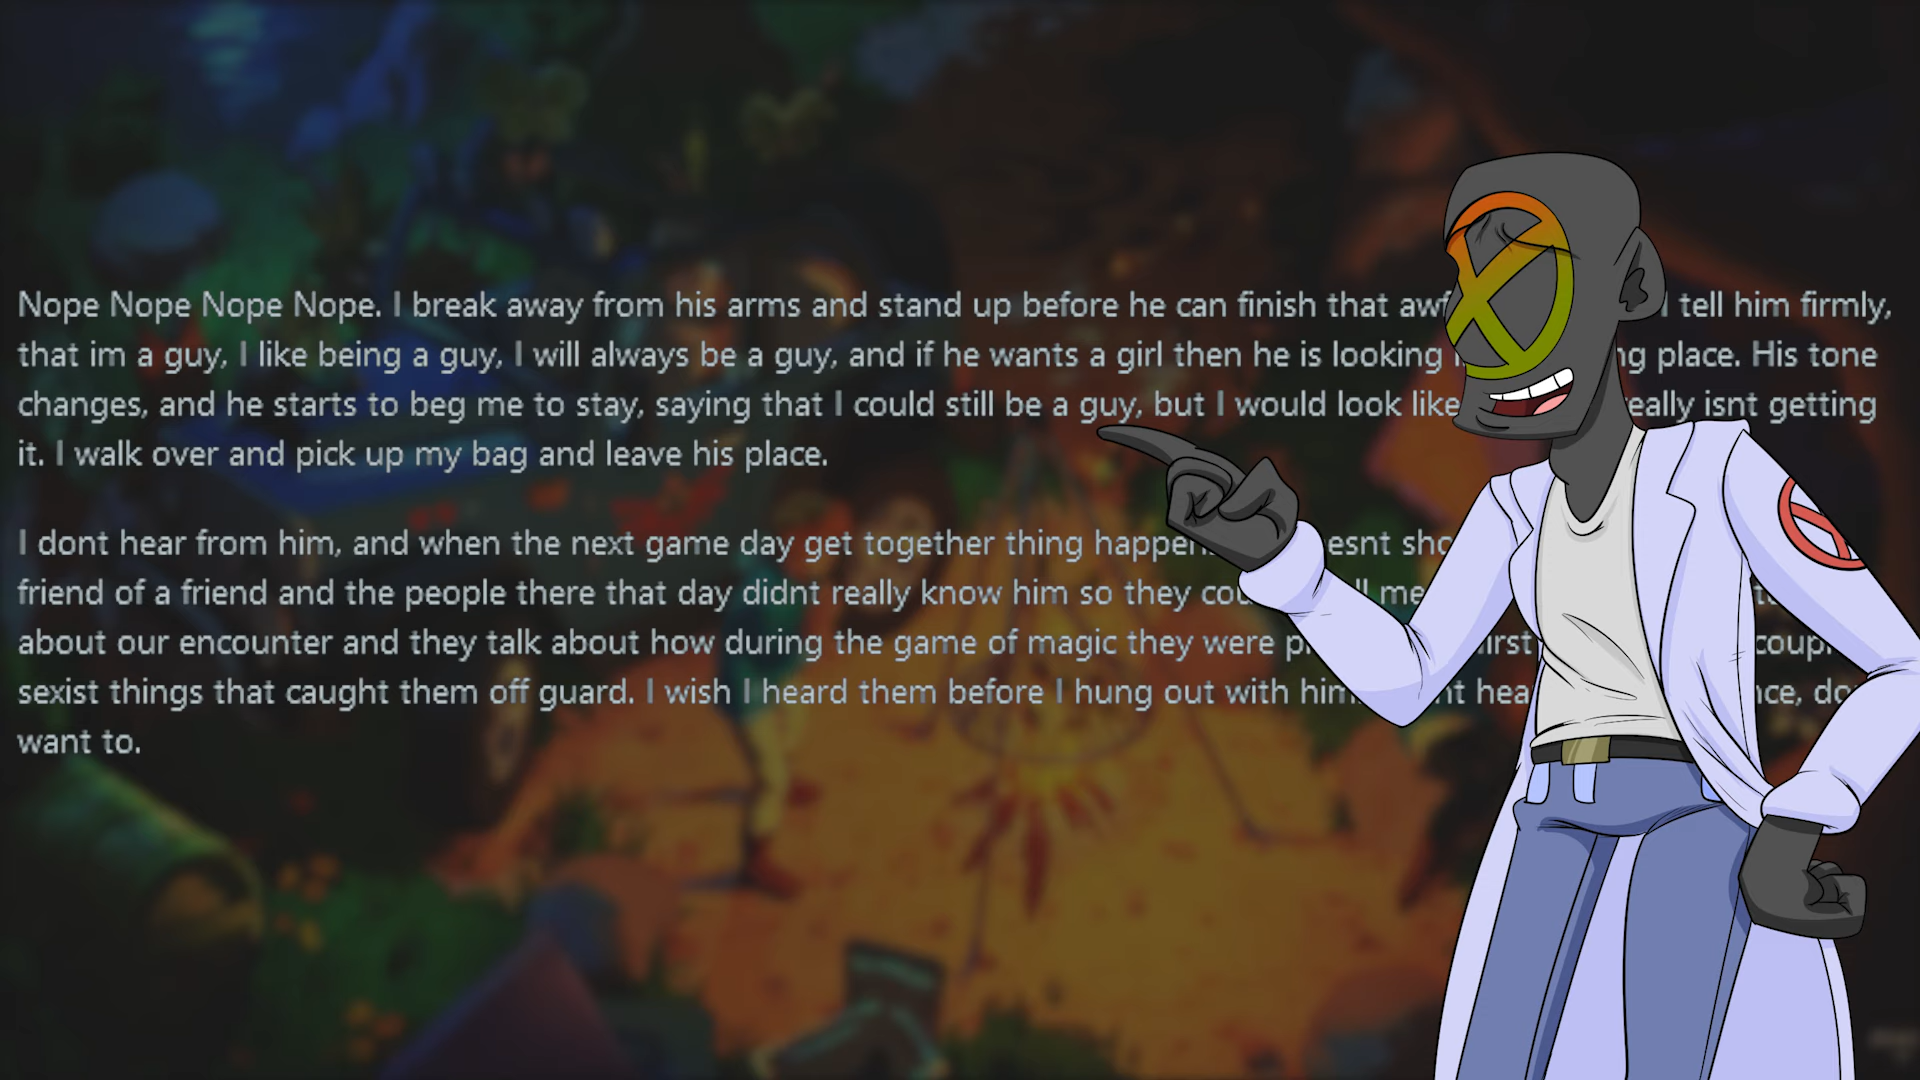 Nope Nope Nope Nope. I break away from his arms and stand up before he can finish that I tell him firmly,
that im a guy, I like being a guy, I will always be a guy, and if he wants a girl then he is looking place. His tone
changes, and he starts to beg me to stay, saying that I could still be a guy, but I would look like isnt getting
it. I walk over and pick up my bag and leave his place.
I dont hear from him, and when the next game day get together thing
friend of a friend and the people there that day didnt really know him so they me
about our encounter and they talk about how during the game of magic they were
sexist things that caught them off guard. I wish I heard them before I hung out with him.
want to.